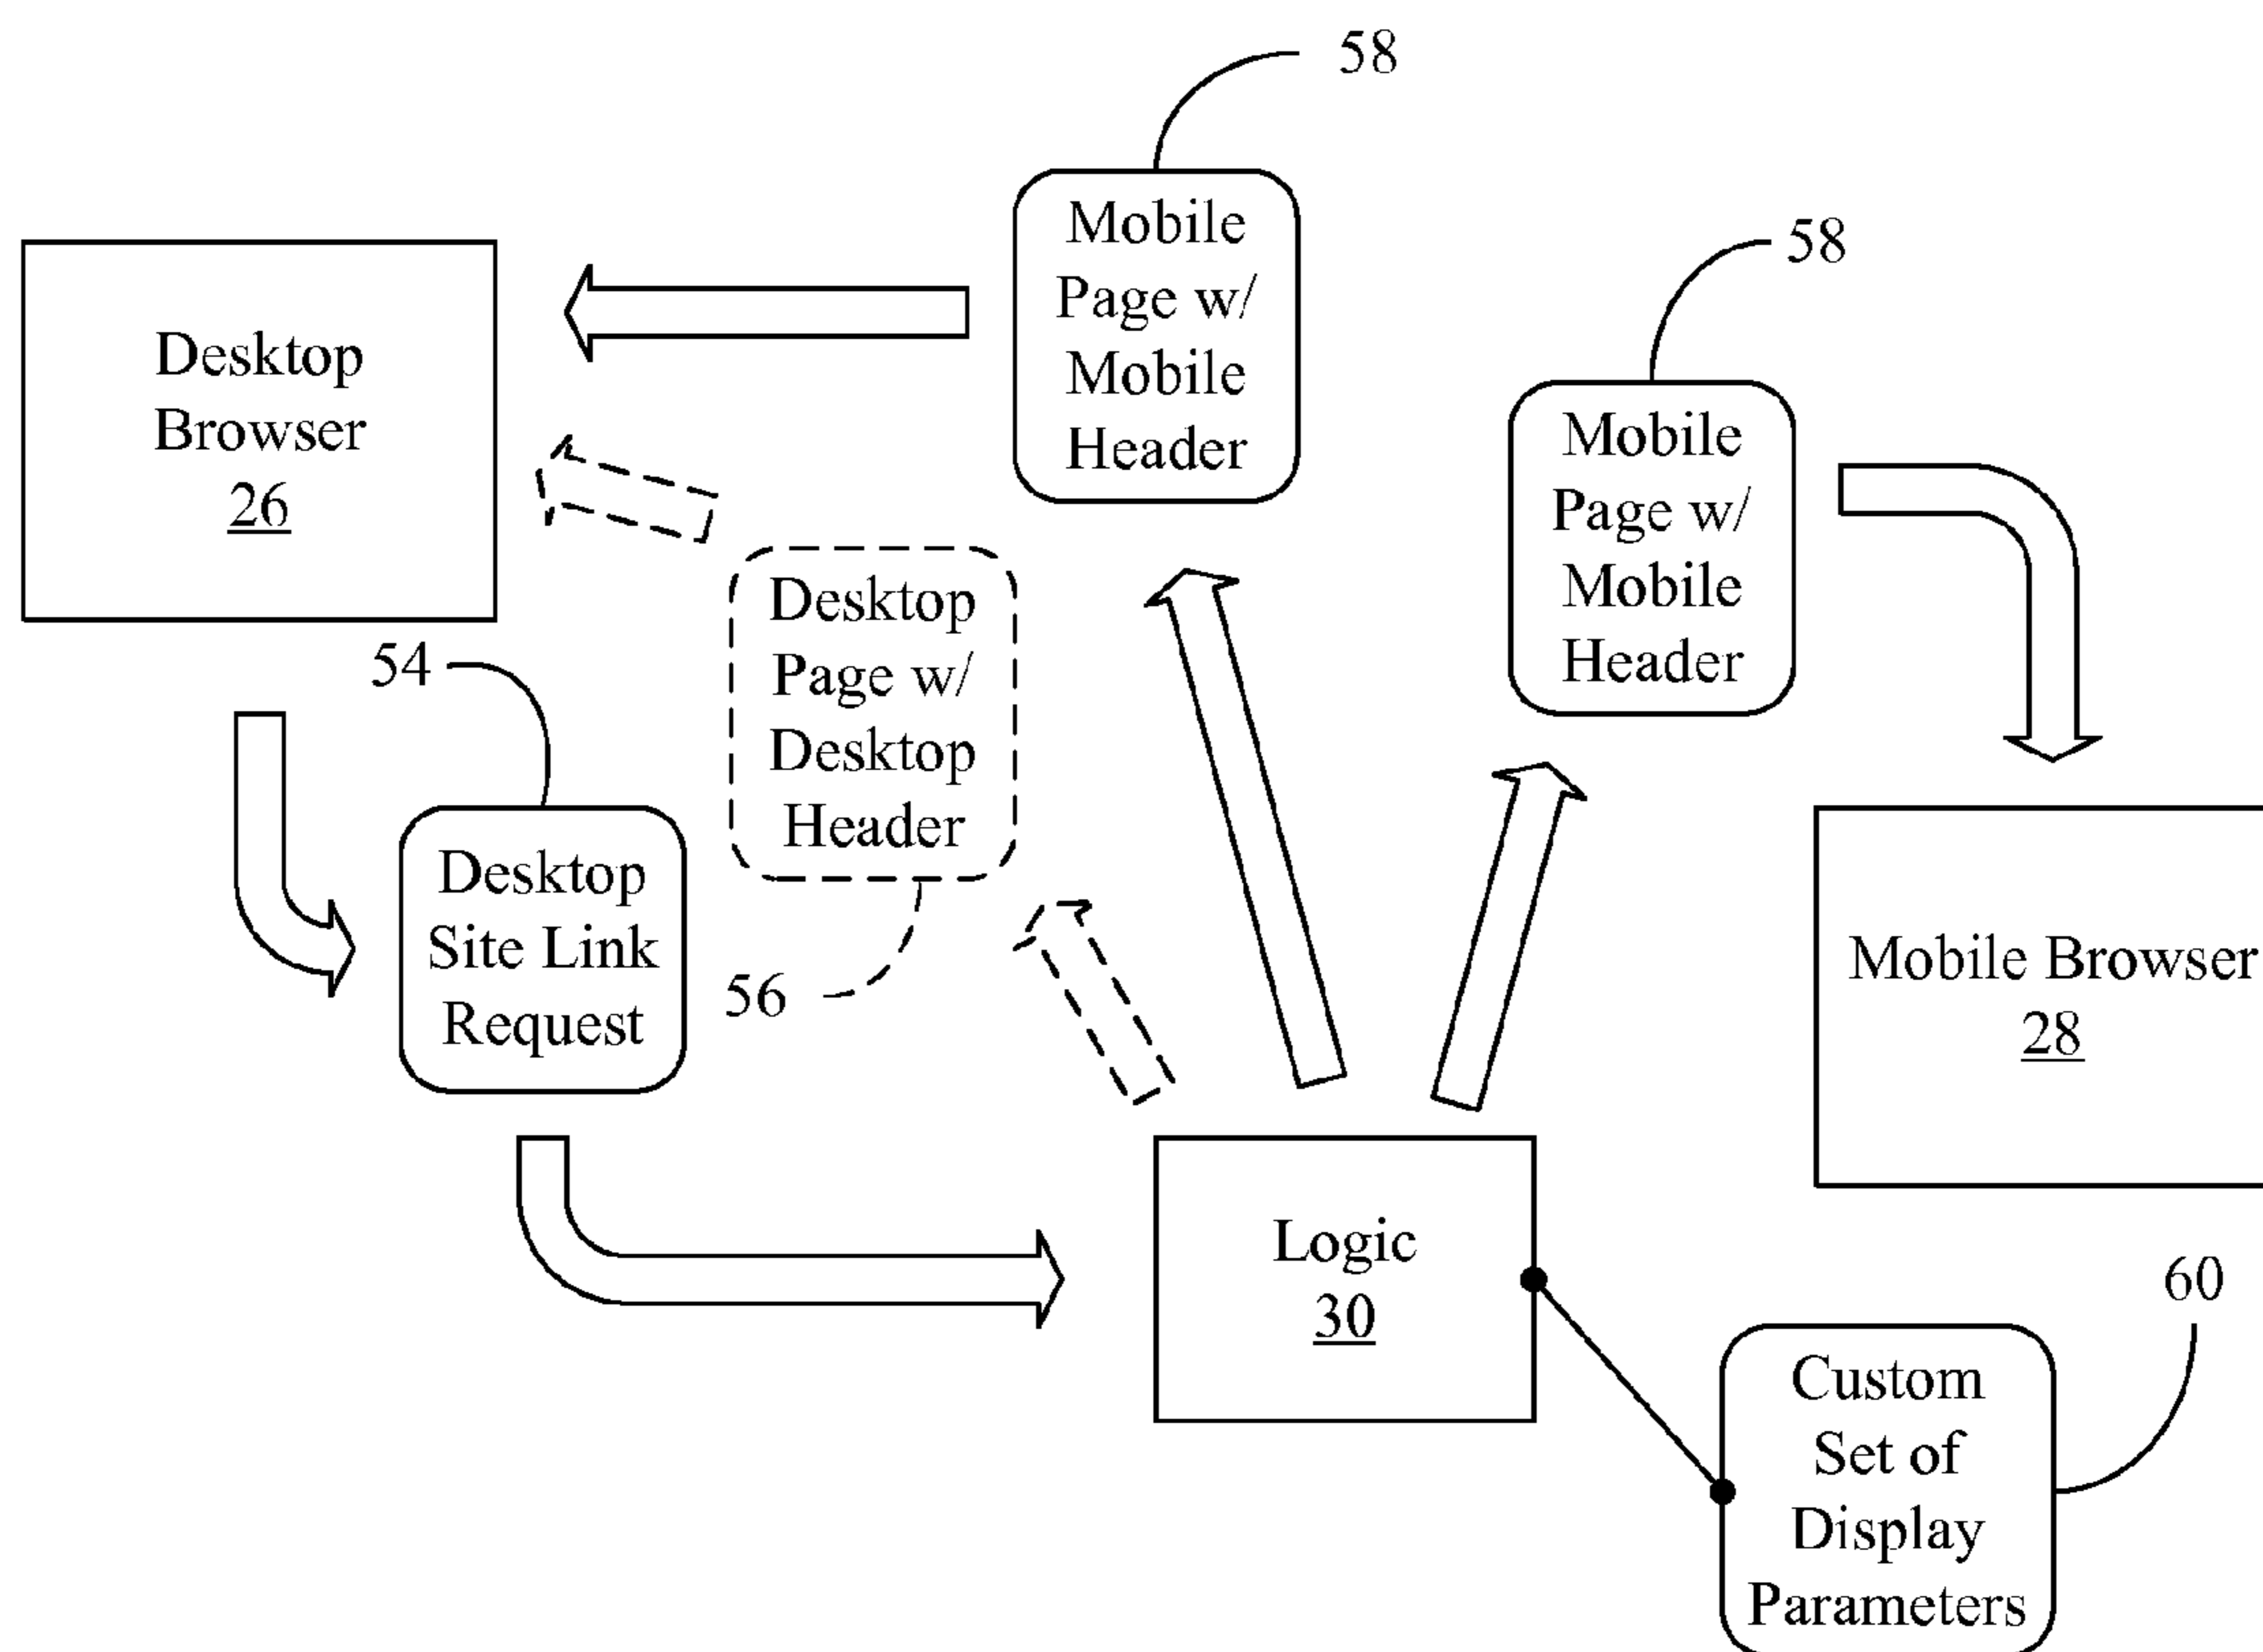 58
Mobile
Page w/
Mobile
Header
58
Desktop
Browser
26
Mobile
Page w/
Mobile
Header
54
Desktop
Page w/
Desktop
Header
56
Desktop
Site Link
Request
Mobile Browser
28
Logic
30
60
Custom
Set of
Display
Parameters